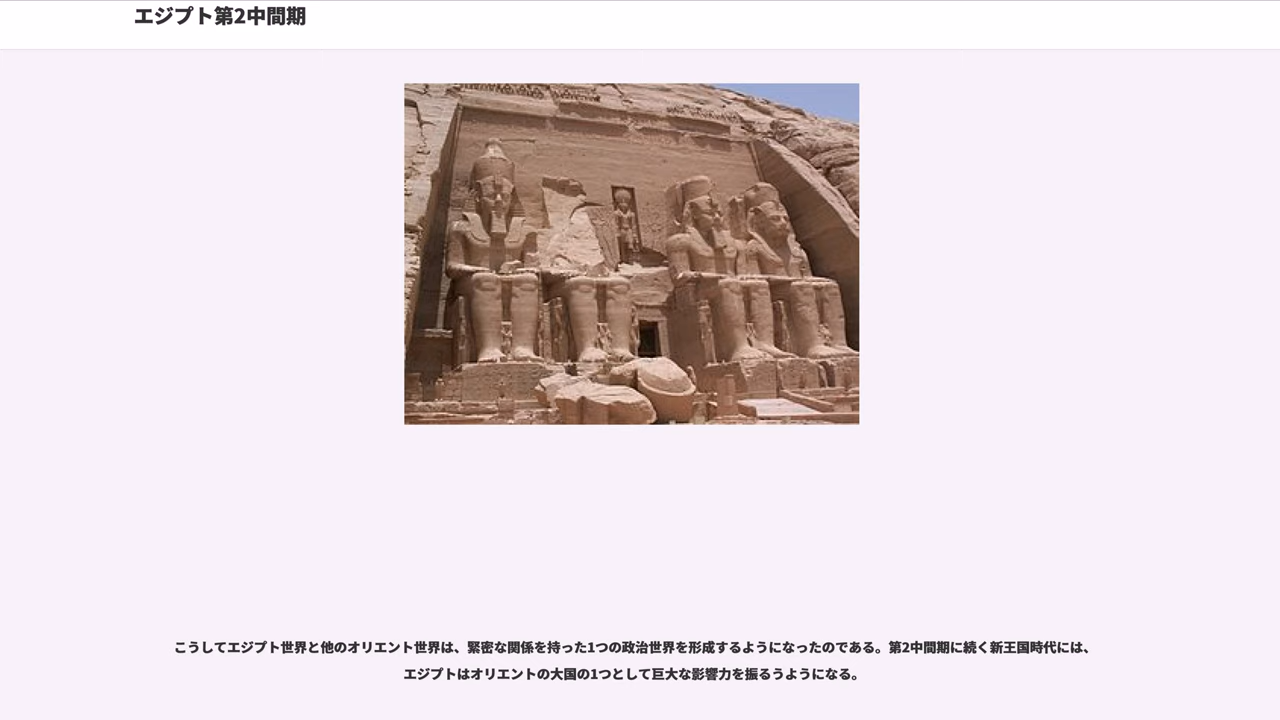 エジプト第2中間期
こうしてエジプト世界と他のオリエント世界は、緊密な関係を持った1つの政治世界を形成するようになったのである。第2中間期に続く新王国時代には、
エジプトはオリエントの大国の1つとして巨大な影響力を振るうようになる。